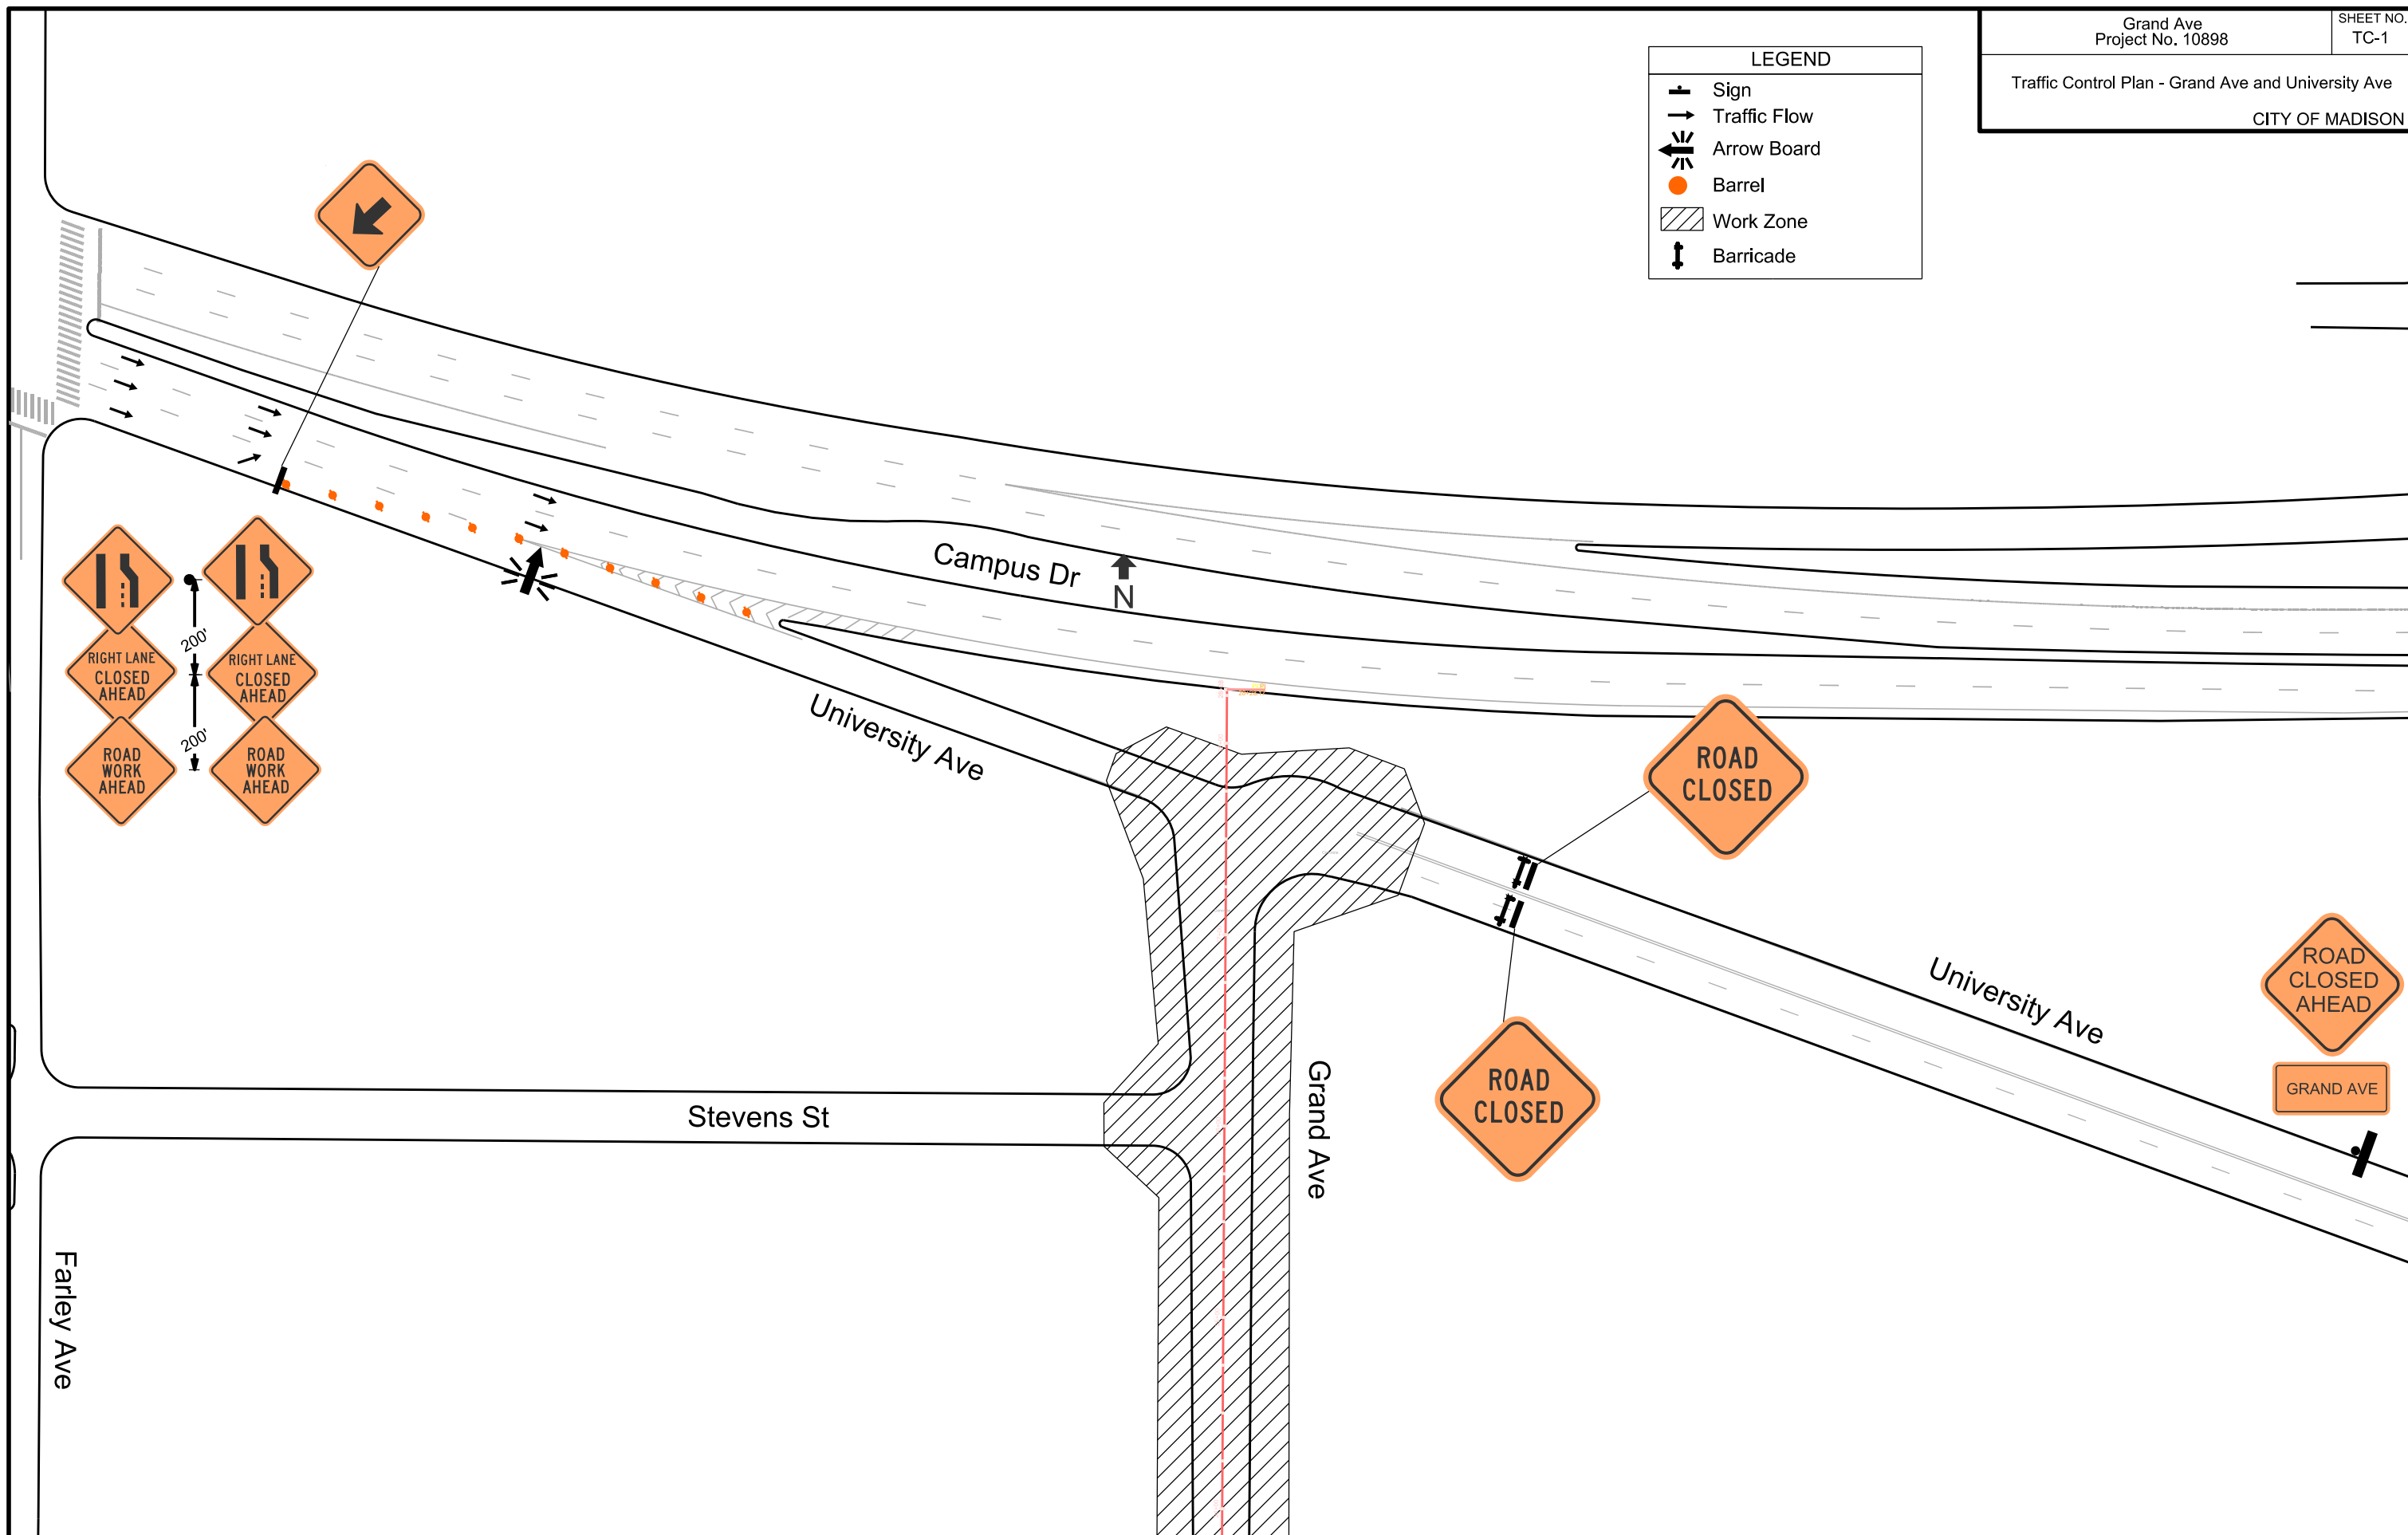 Grand Ave
Project No. 10898
SHEET NO.
TC-1
Traffic Control Plan - Grand Ave and University Ave
CITY OF MADISON
LEGEND
Sign
Traffic Flow
Arrow Board
Barrel
Work Zone
Barricade
Campus Dr
N
200'
200'
RIGHT LANE
CLOSED
AHEAD
RIGHT LANE
CLOSED
AHEAD
ROAD
WORK
AHEAD
ROAD
WORK
AHEAD
University Ave
ROAD
CLOSED
ROAD
CLOSED
University Ave
ROAD
CLOSED
AHEAD
GRAND AVE
Stevens St
Grand Ave
Farley Ave